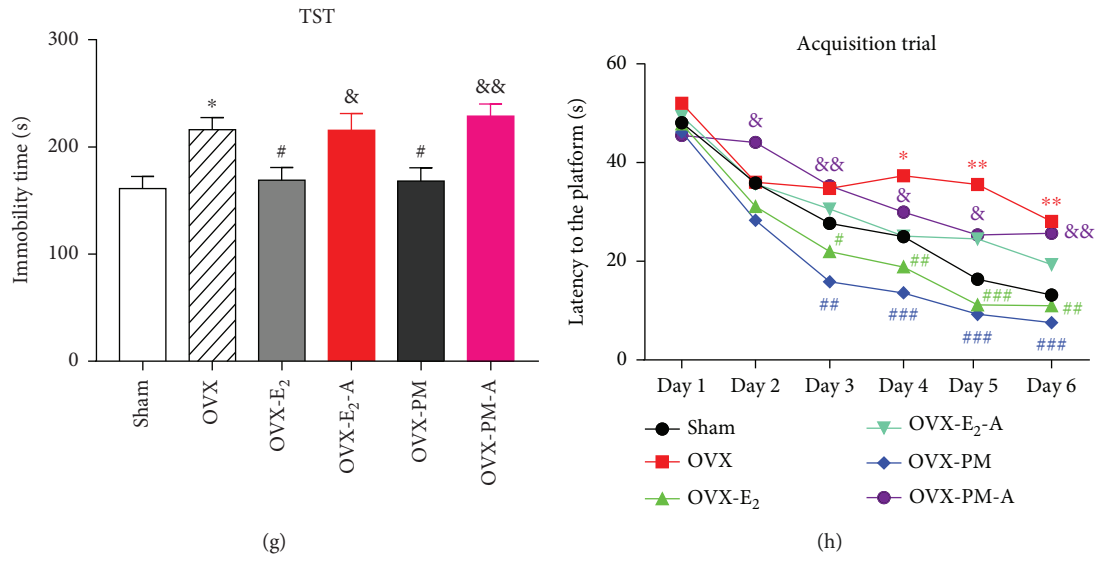 TST
Immobility time (s)
300
200
100
0
*
#
&
#
&&
Sham
OVX
OVX-E₂
OVX-E₂-A
OVX-PM
OVX-PM-A
(g)
Acquisition trial
Latency to the platform (s)
60
40
20
0
&
&&
*
**
**
&
&
&&
#
##
###
##
##
###
###
###
Day 1 Day 2 Day 3 Day 4 Day 5 Day 6
Sham
OVX
OVX-E₂
OVX-E₂-A
OVX-PM
OVX-PM-A
(h)